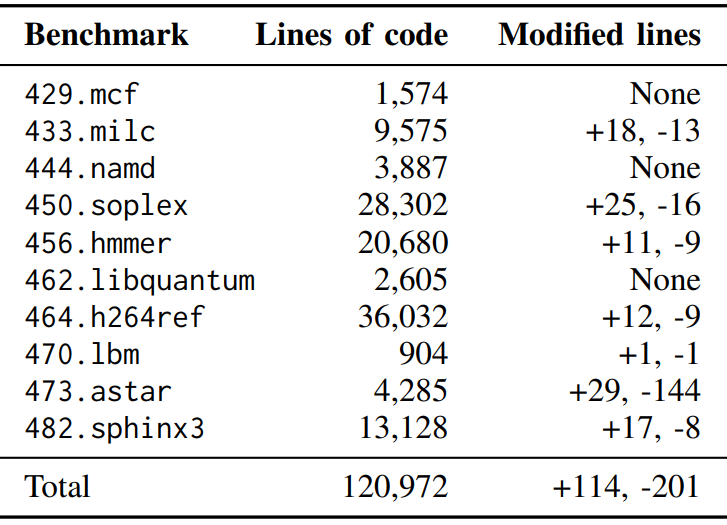 Benchmark Lines of code Modified lines
429.mcf 1,574 None
433.milc 9,575 +18, -13
444.namd 3,887 None
450.soplex 28,302 +25, -16
456.hmmer 20,680 +11, -9
462.libquantum 2,605 None
464.h264ref 36,032 +12, -9
470.lbm 904 +1, -1
473.astar 4,285 +29, -144
482.sphinx3 13,128 +17, -8
Total 120,972 +114, -201